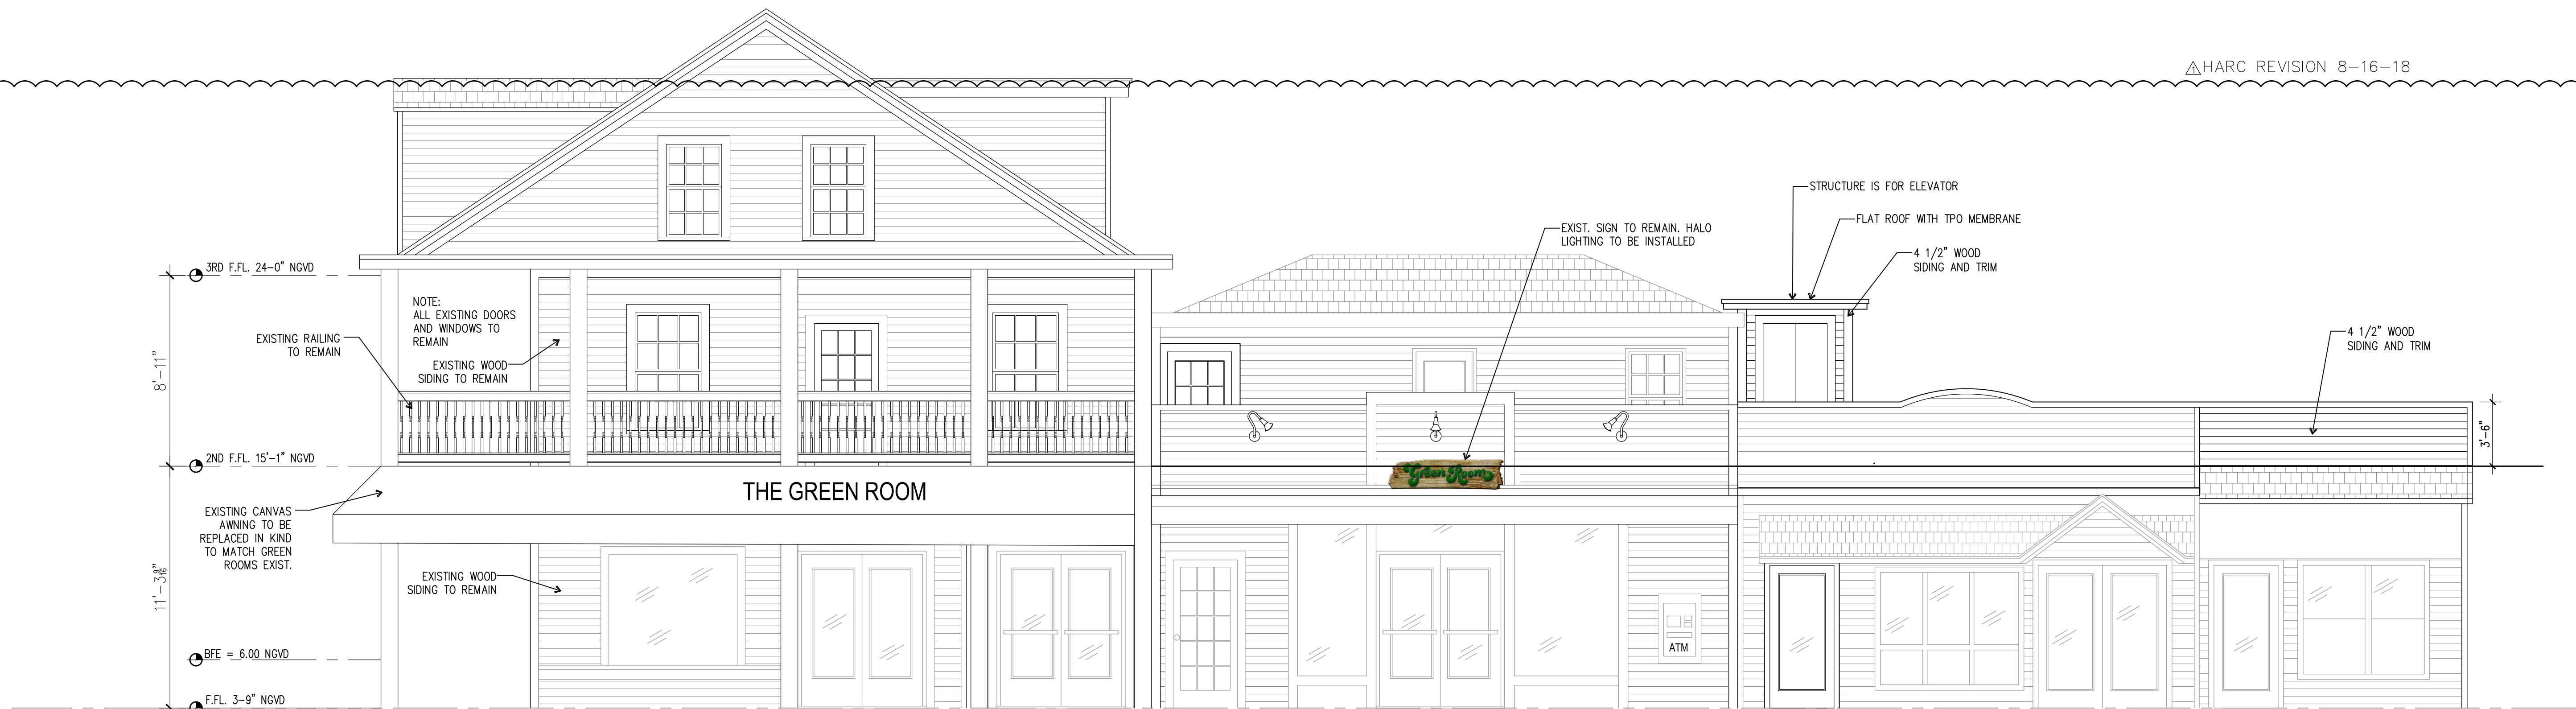 HARC REVISION 8-16-18
STRUCTURE IS FOR ELEVATOR
FLAT ROOF WITH TPO MEMBRANE
EXIST. SIGN TO REMAIN. HALO
LIGHTING TO BE INSTALLED
4 1/2" WOOD
SIDING AND TRIM
3RD F.FL. 24-0" NGVD
NOTE:
ALL EXISTING DOORS
AND WINDOWS TO
REMAIN
EXISTING RAILING
TO REMAIN
EXISTING WOOD
SIDING TO REMAIN
4 1/2" WOOD
SIDING AND TRIM
8'-11"
3'-6"
2ND F.FL. 15'-1" NGVD
THE GREEN ROOM
Green Room
EXISTING CANVAS
AWNING TO BE
REPLACED IN KIND
TO MATCH GREEN
ROOMS EXIST.
EXISTING WOOD
SIDING TO REMAIN
11'-3 9/16"
ATM
BFE = 6.00 NGVD
F.FL. 3-9" NGVD